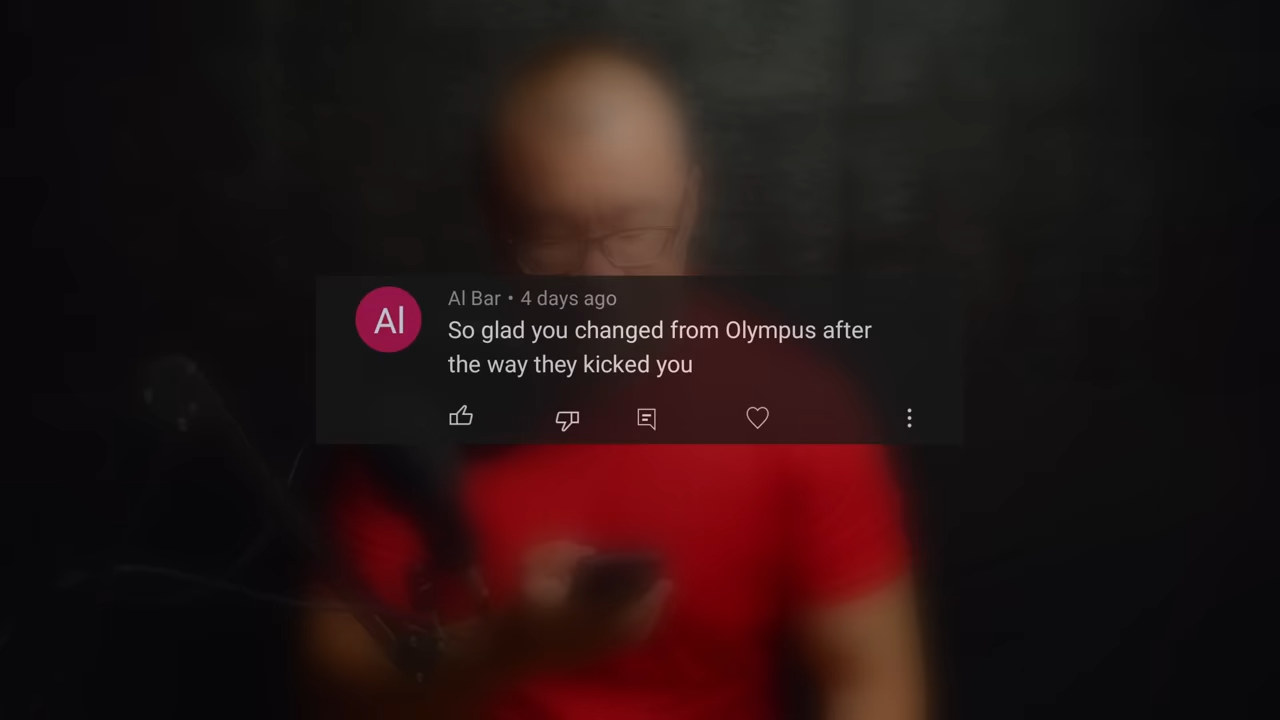 Al
Al Bar • 4 days ago
So glad you changed from Olympus after
the way they kicked you